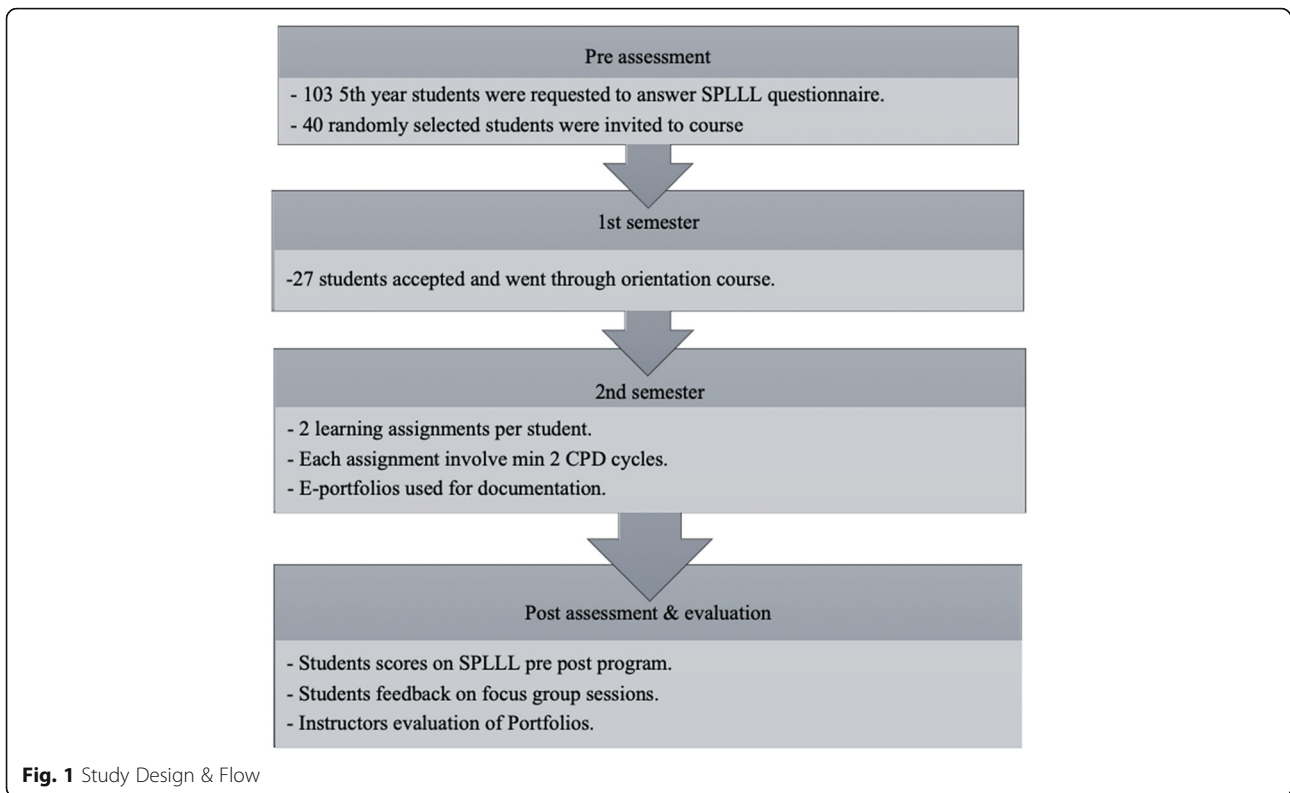 Pre assessment
- 103 5th year students were requested to answer SPLLL questionnaire.
- 40 randomly selected students were invited to course
1st semester
-27 students accepted and went through orientation course.
2nd semester
- 2 learning assignments per student.
- Each assignment involve min 2 CPD cycles.
- E-portfolios used for documentation.
Post assessment & evaluation
- Students scores on SPLLL pre post program.
- Students feedback on focus group sessions.
- Instructors evaluation of Portfolios.
Fig. 1 Study Design & Flow